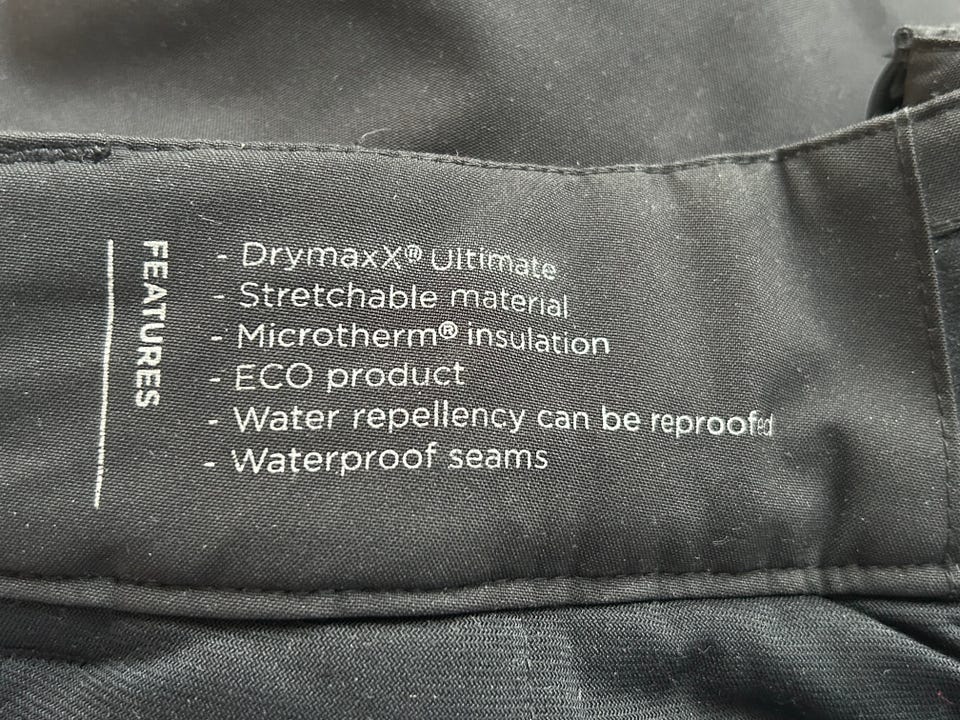 FEATURES
- DrymaxX® Ultimate
- Stretchable material
- Microtherm® insulation
- ECO product
- Water repellency can be reproofed
- Waterproof seams